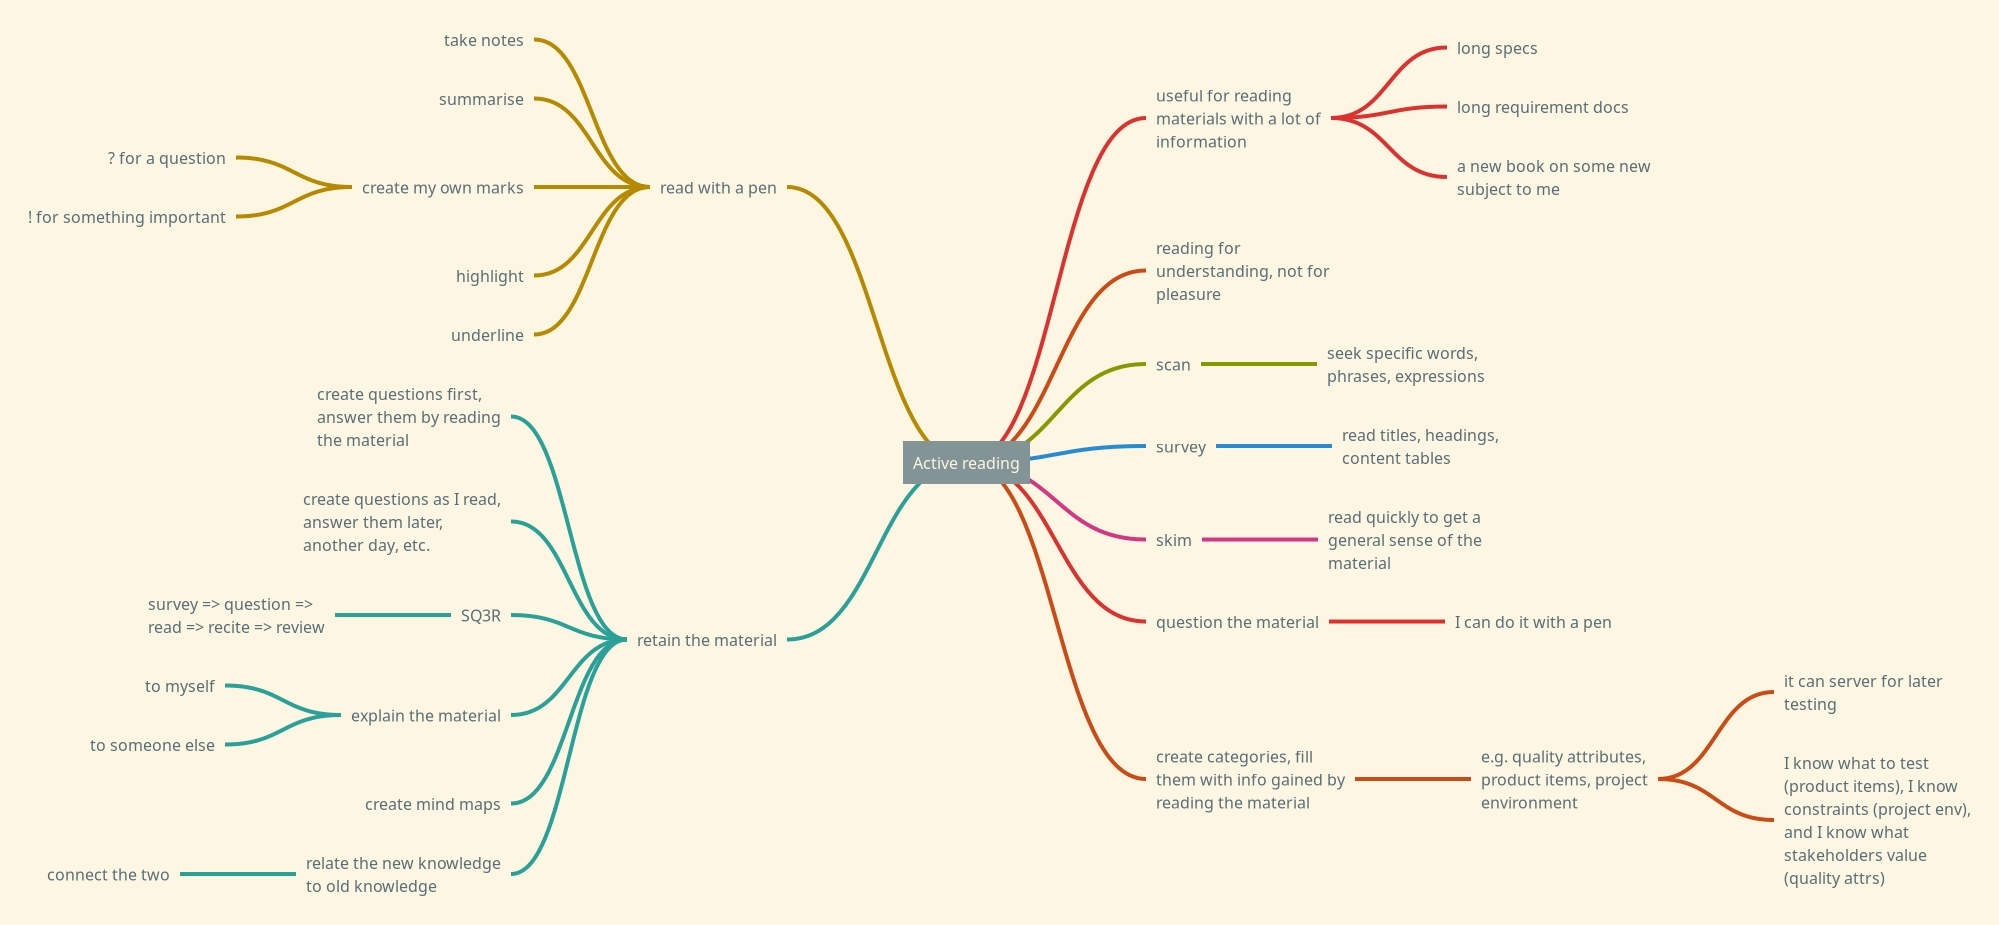 Active reading
useful for reading
materials with a lot of
information
long specs
long requirement docs
a new book on some new
subject to me
reading for
understanding, not for
pleasure
scan
seek specific words,
phrases, expressions
survey
read titles, headings,
content tables
skim
read quickly to get a
general sense of the
material
question the material
I can do it with a pen
create categories, fill
them with info gained by
reading the material
e.g. quality attributes,
product items, project
environment
it can server for later
testing
I know what to test
(product items), I know
constraints (project env),
and I know what
stakeholders value
(quality attrs)
read with a pen
take notes
summarise
create my own marks
? for a question
! for something important
highlight
underline
retain the material
create questions first,
answer them by reading
the material
create questions as I read,
answer them later,
another day, etc.
SQ3R
survey => question =>
read => recite => review
explain the material
to myself
to someone else
create mind maps
relate the new knowledge
to old knowledge
connect the two